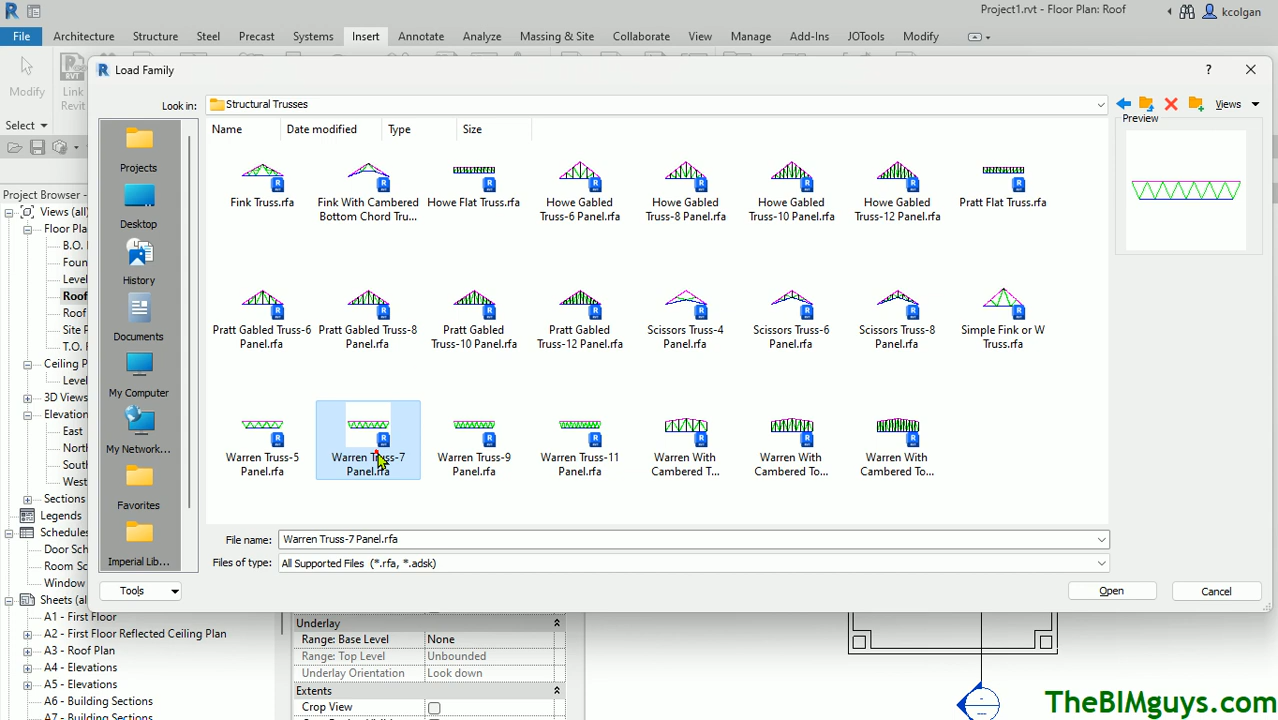 Project1.rvt - Floor Plan: Roof
kcolgan
File
Architecture
Structure
Steel
Precast
Systems
Insert
Annotate
Analyze
Massing & Site
Collaborate
View
Manage
Add-Ins
JOTools
Modify
Modify
Link
Revit
Select
Load Family
Look in:
Structural Trusses
Views
Preview
Name
Date modified
Type
Size
Projects
Desktop
History
Documents
My Computer
My Network...
Favorites
Imperial Lib...
Fink Truss.rfa
Fink With Cambered
Bottom Chord Tru...
Howe Flat Truss.rfa
Howe Gabled
Truss-6 Panel.rfa
Howe Gabled
Truss-8 Panel.rfa
Howe Gabled
Truss-10 Panel.rfa
Howe Gabled
Truss-12 Panel.rfa
Pratt Flat Truss.rfa
Pratt Gabled Truss-6
Panel.rfa
Pratt Gabled Truss-8
Panel.rfa
Pratt Gabled
Truss-10 Panel.rfa
Pratt Gabled
Truss-12 Panel.rfa
Scissors Truss-4
Panel.rfa
Scissors Truss-6
Panel.rfa
Scissors Truss-8
Panel.rfa
Simple Fink or W
Truss.rfa
Warren Truss-5
Panel.rfa
Warren Truss-7
Panel.rfa
Warren Truss-9
Panel.rfa
Warren Truss-11
Panel.rfa
Warren With
Cambered T...
Warren With
Cambered To...
Warren With
Cambered To...
File name:
Warren Truss-7 Panel.rfa
Files of type:
All Supported Files (*.rfa, *.adsk)
Tools
Open
Cancel
Project Browser
Views (all)
Floor Pla
B.O.
Foun
Level
Roof
Roof
Site P
T.O.
Ceiling
Level
3D Views
Elevation
East
North
South
West
Sections
Legends
Schedules
Door Sch
Room Sc
Window
Sheets (all)
A1 - First Floor
A2 - First Floor Reflected Ceiling Plan
A3 - Roof Plan
A4 - Elevations
A5 - Elevations
A6 - Building Sections
A7 - Building Sections
Underlay
Range: Base Level
None
Range: Top Level
Unbounded
Underlay Orientation
Look down
Extents
Crop View
TheBIMguys.com